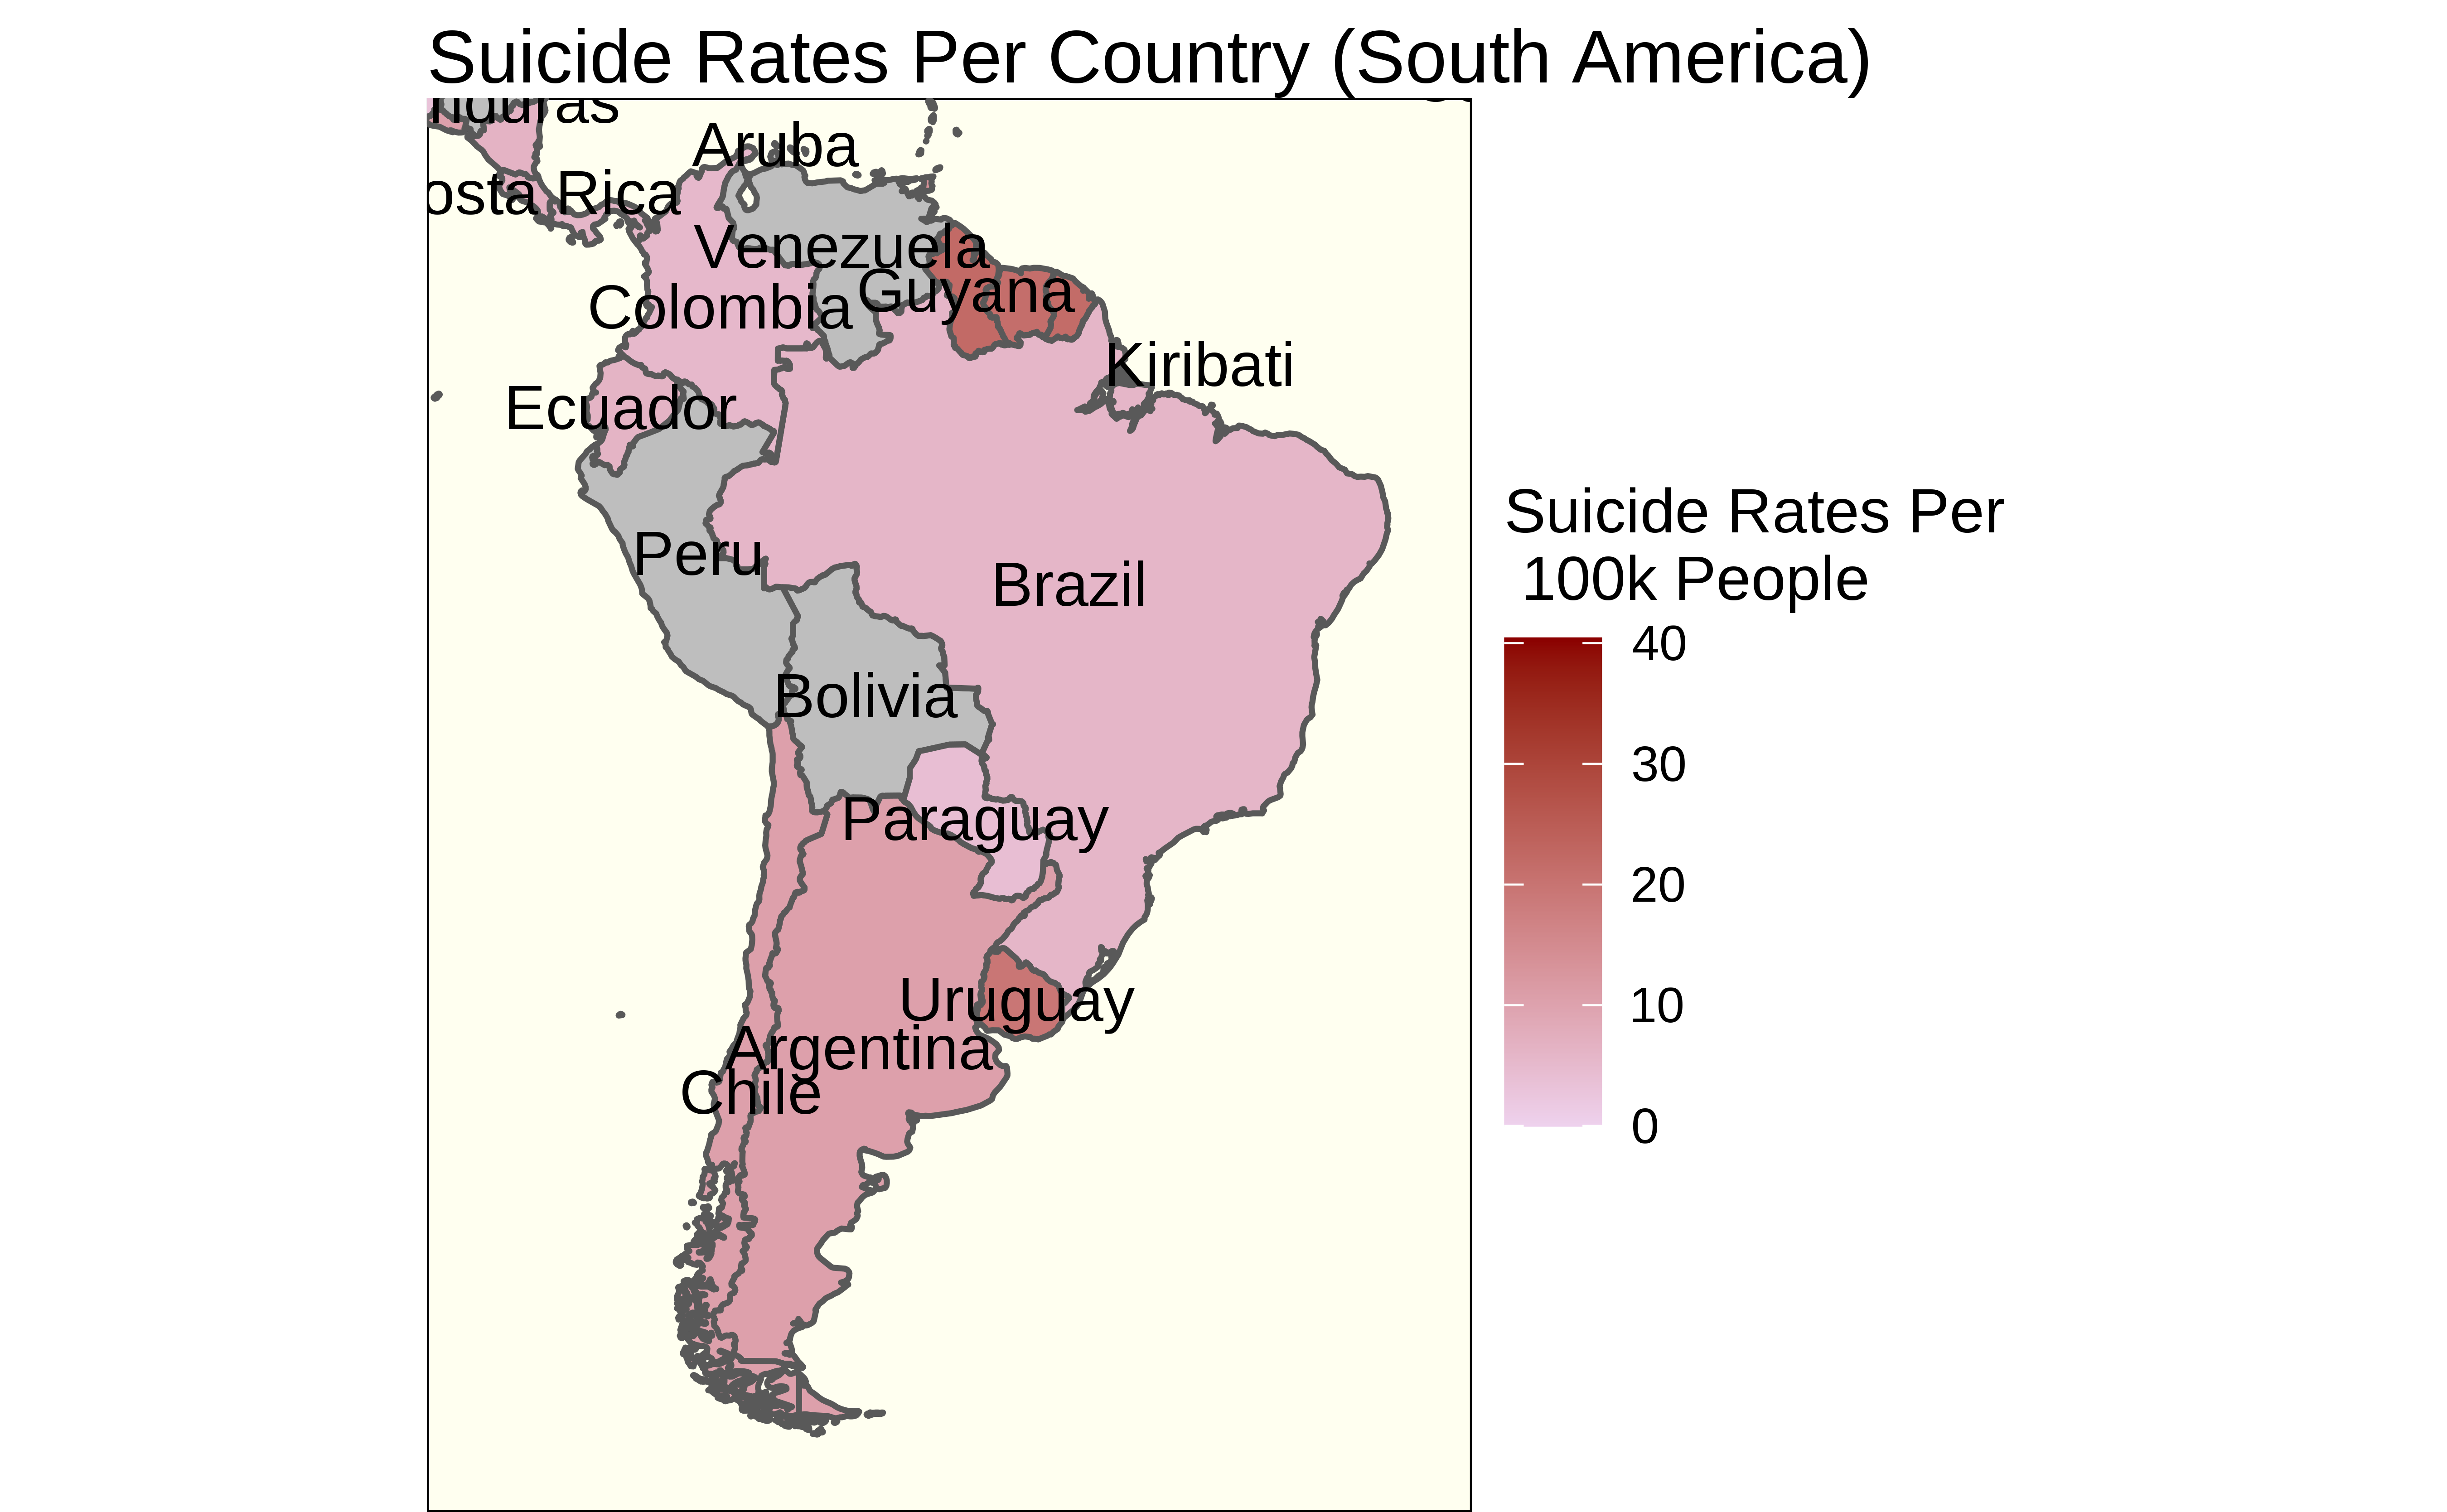 Suicide Rates Per Country (South America)
nduras
Aruba
osta Rica
Venezuela
Guyana
Colombia
Kiribati
Ecuador
Peru
Brazil
Bolivia
Paraguay
Uruguay
Argentina
Chile
Suicide Rates Per
100k People
40
30
20
10
0